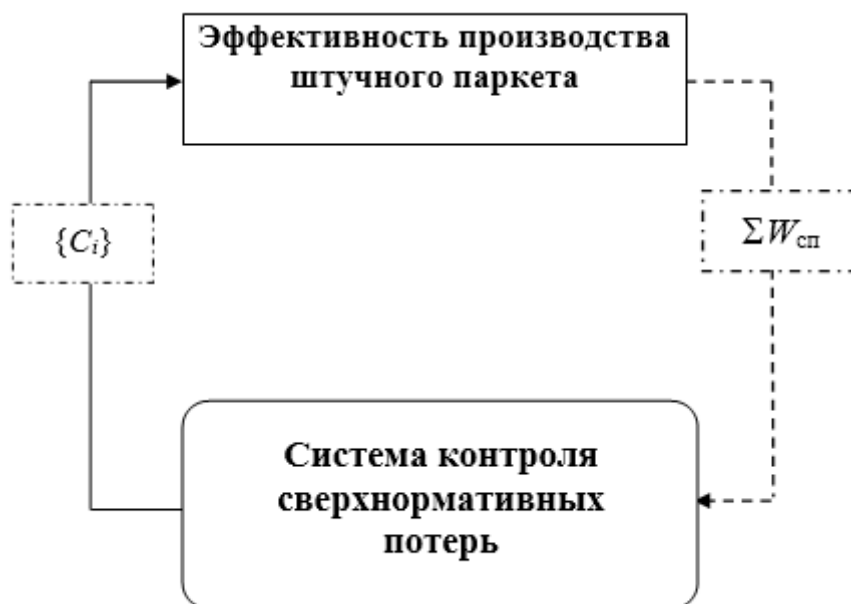 Эффективность производства
штучного паркета
{Cᵢ}
ΣWсп
Система контроля
сверхнормативных
потерь